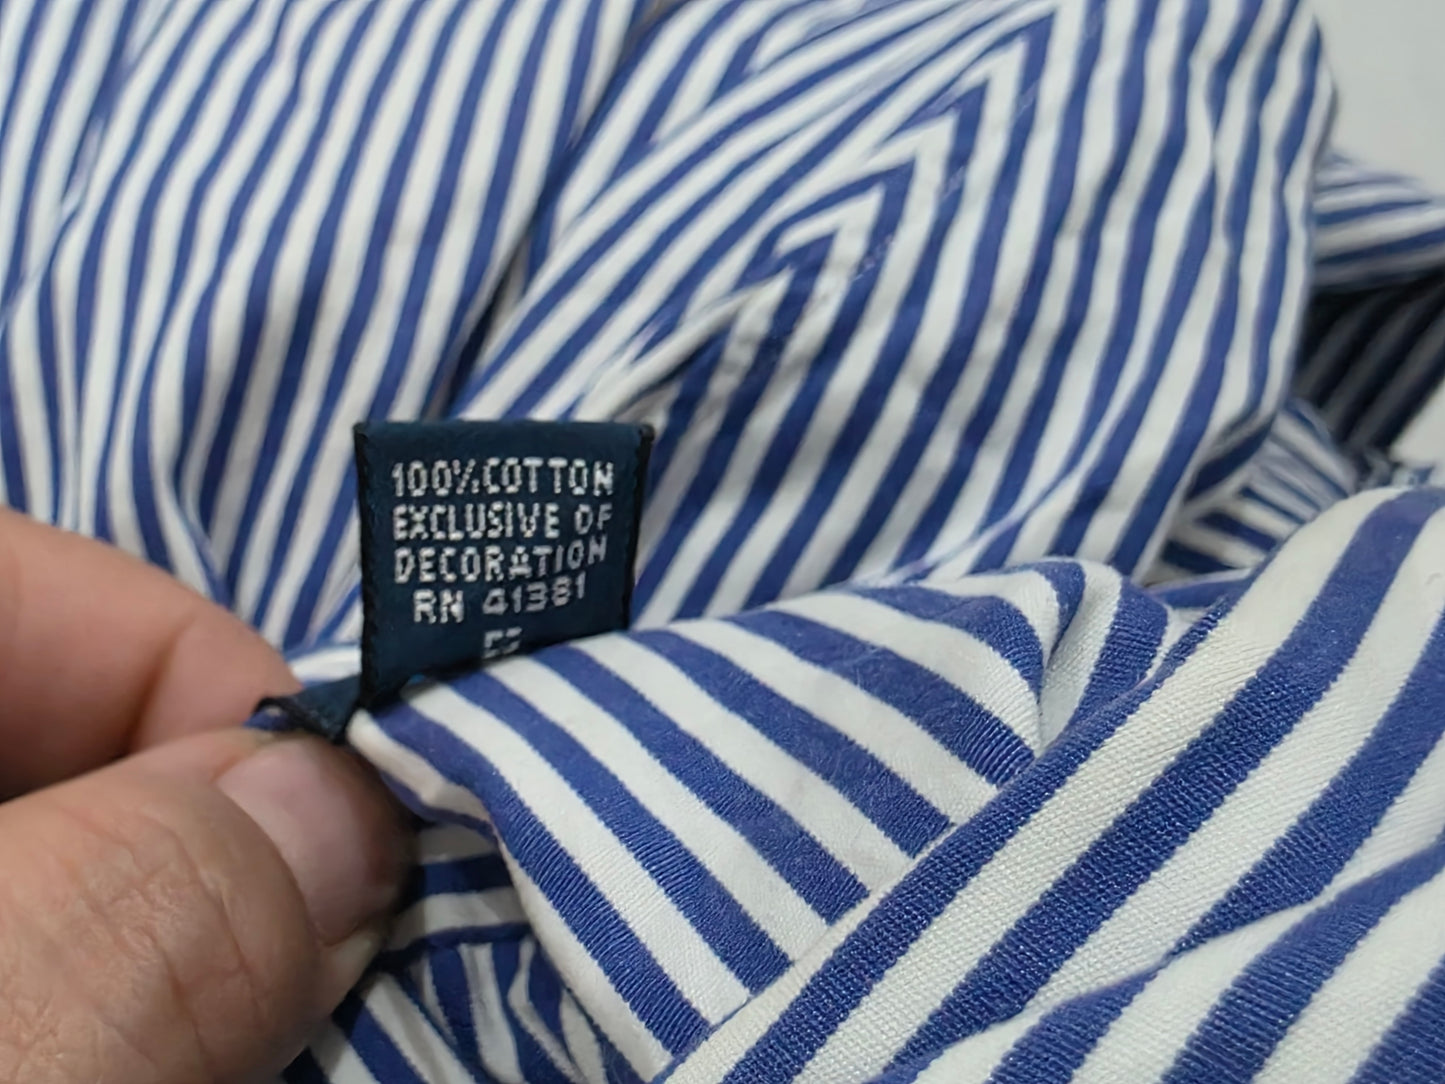 100% COTTON
EXCLUSIVE OF
DECORATION
RN 41381